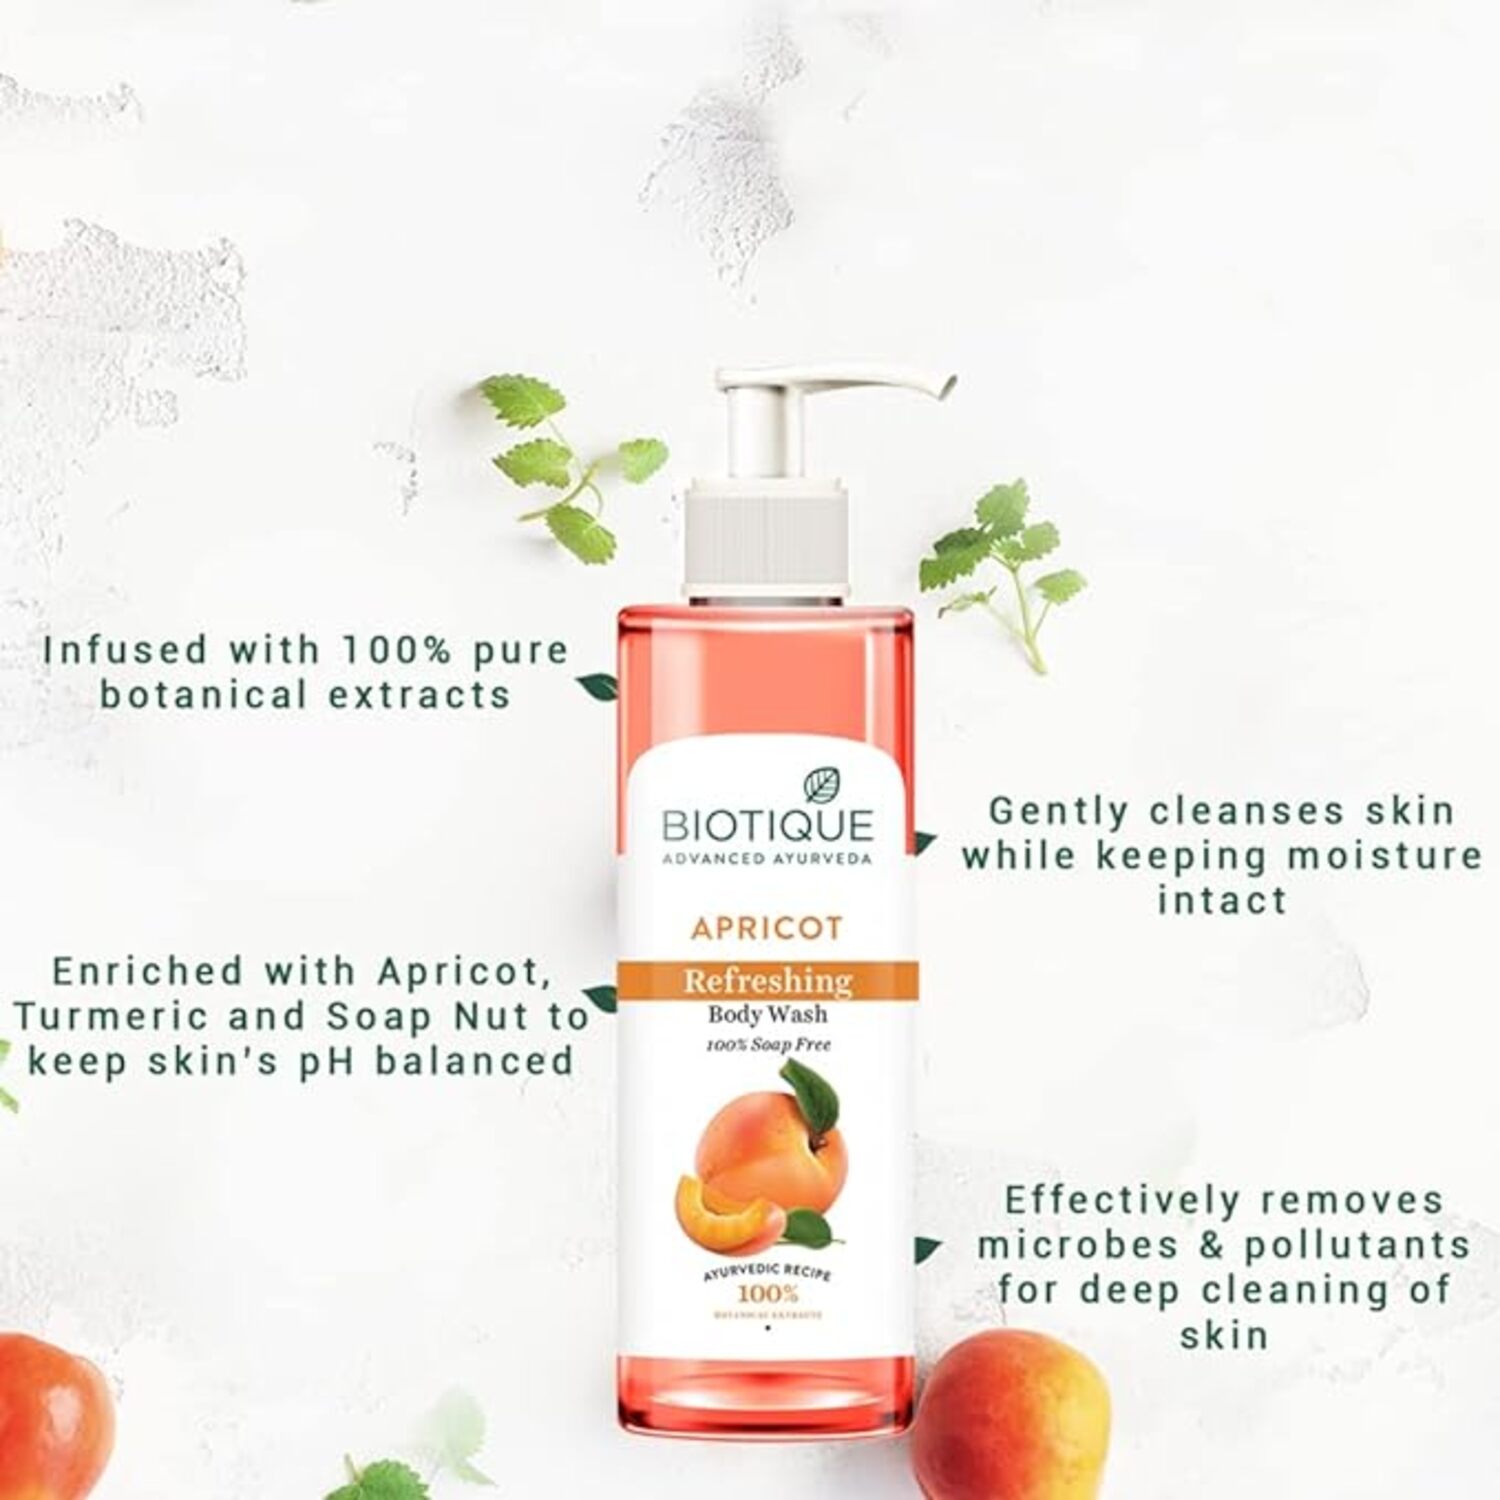 Infused with 100% pure
botanical extracts
Enriched with Apricot,
Turmeric and Soap Nut to
keep skin's pH balanced
BIOTIQUE
ADVANCED AYURVEDA
APRICOT
Refreshing
Body Wash
100% Soap Free
AYURVEDIC RECIPE
100%
BOTANICAL EXTRACTS
Gently cleanses skin
while keeping moisture
intact
Effectively removes
microbes & pollutants
for deep cleaning of
skin